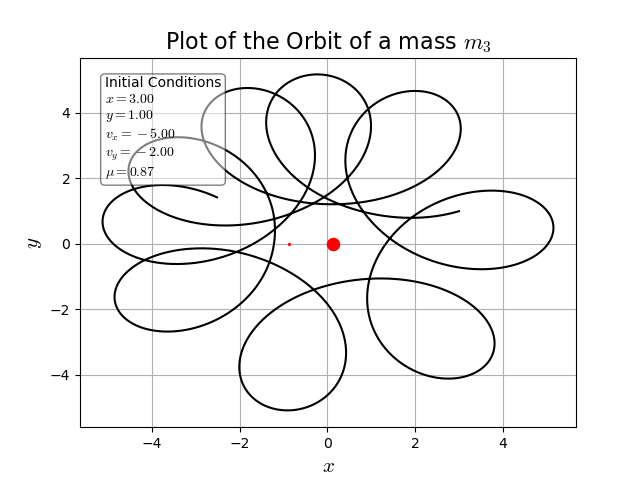 Plot of the Orbit of a mass m₃
Initial Conditions
x = 3.00
y = 1.00
vₓ = −5.00
v_y = −2.00
μ = 0.87
4
2
0
−2
−4
y
−4
−2
0
2
4
x